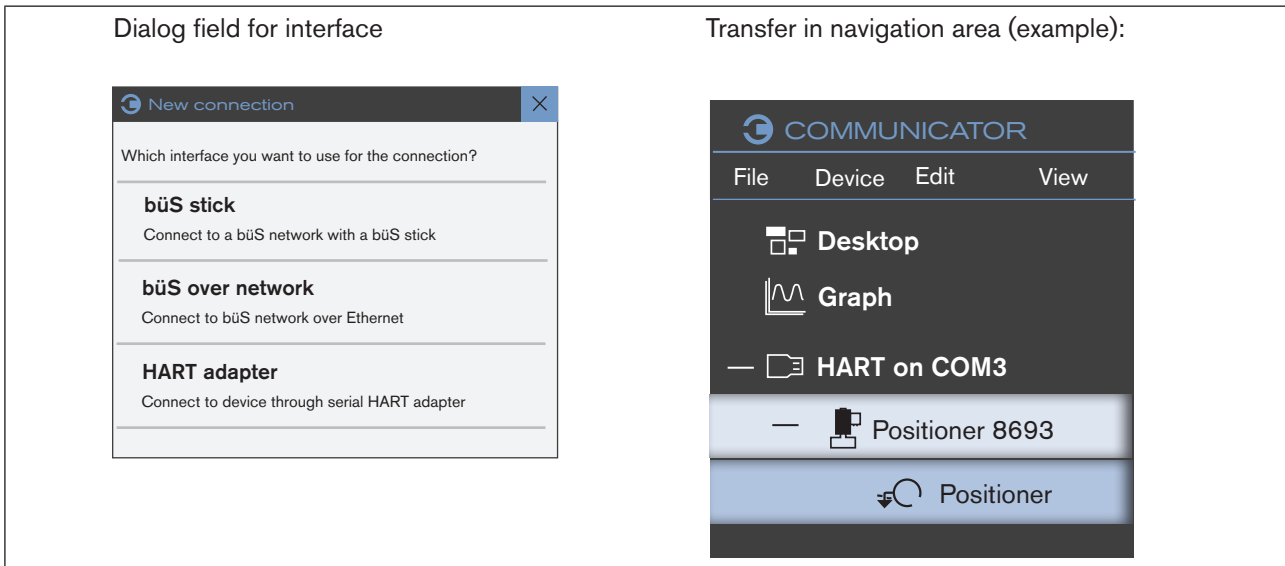 Dialog field for interface
New connection
Which interface you want to use for the connection?
büS stick
Connect to a büS network with a büS stick
büS over network
Connect to büS network over Ethernet
HART adapter
Connect to device through serial HART adapter
Transfer in navigation area (example):
COMMUNICATOR
File Device Edit View
Desktop
Graph
HART on COM3
Positioner 8693
Positioner